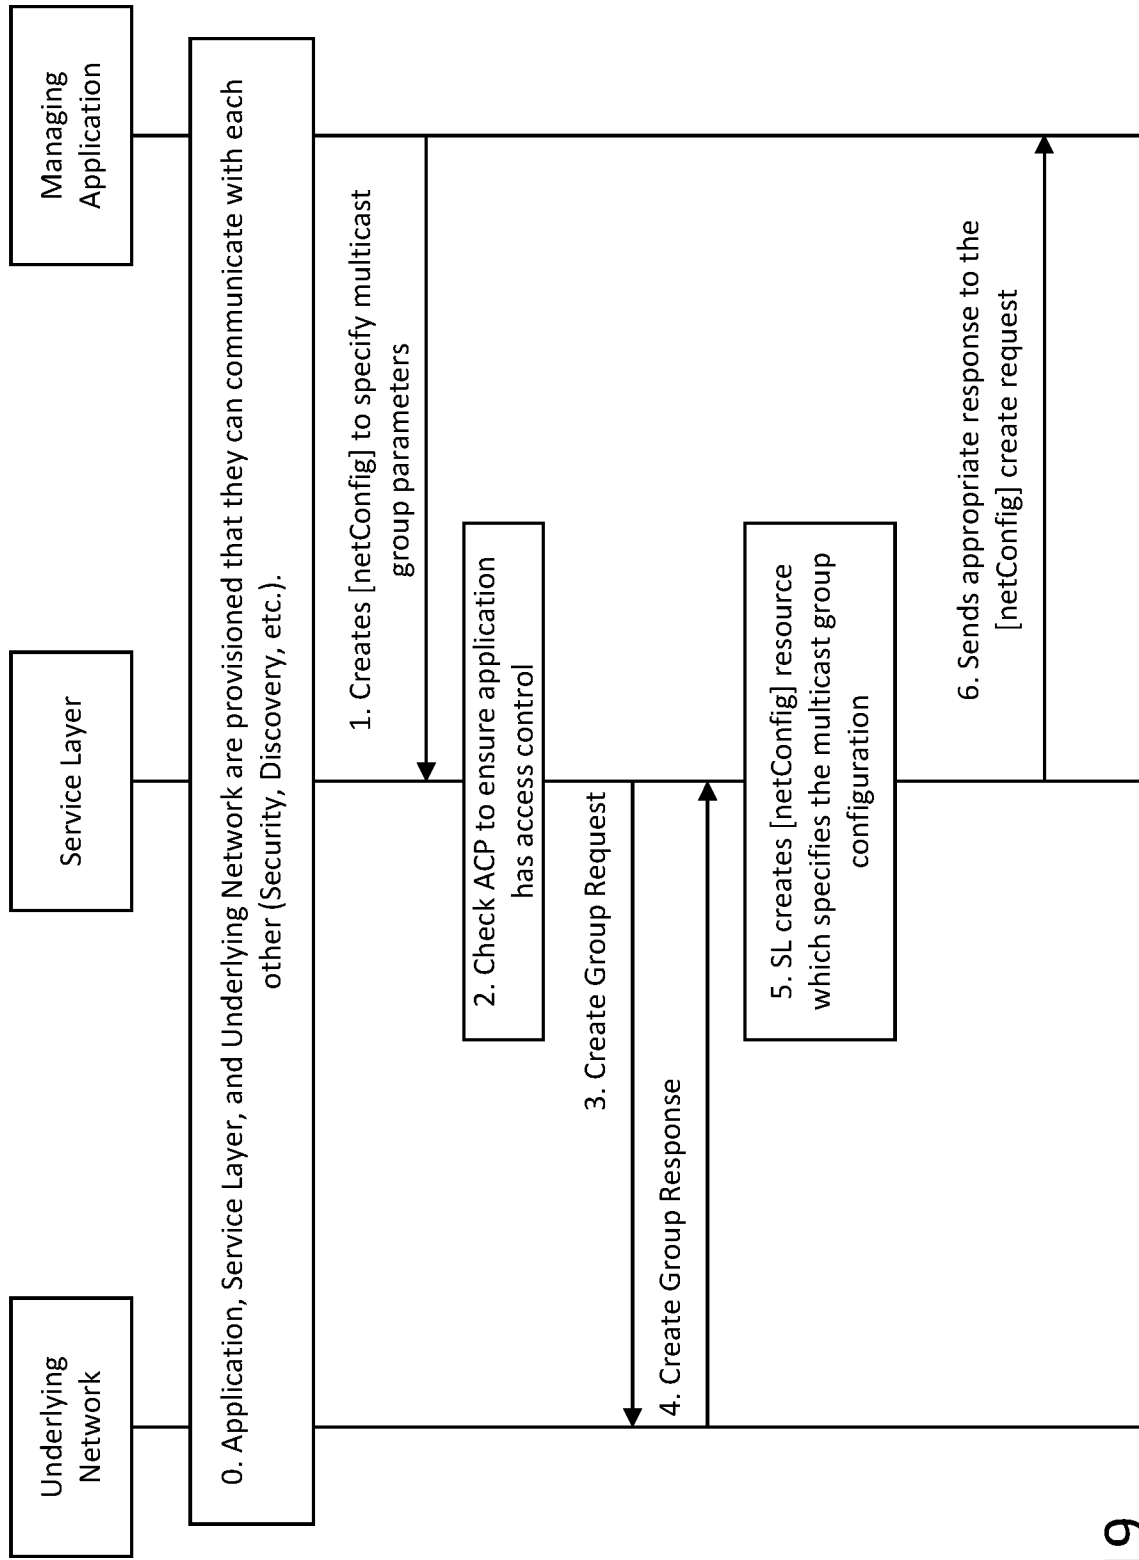 Underlying
Network
Service Layer
Managing
Application
0. Application, Service Layer, and Underlying Network are provisioned that they can communicate with each
other (Security, Discovery, etc.).
1. Creates [netConfig] to specify multicast
group parameters
2. Check ACP to ensure application
has access control
3. Create Group Request
4. Create Group Response
5. SL creates [netConfig] resource
which specifies the multicast group
configuration
6. Sends appropriate response to the
[netConfig] create request
9